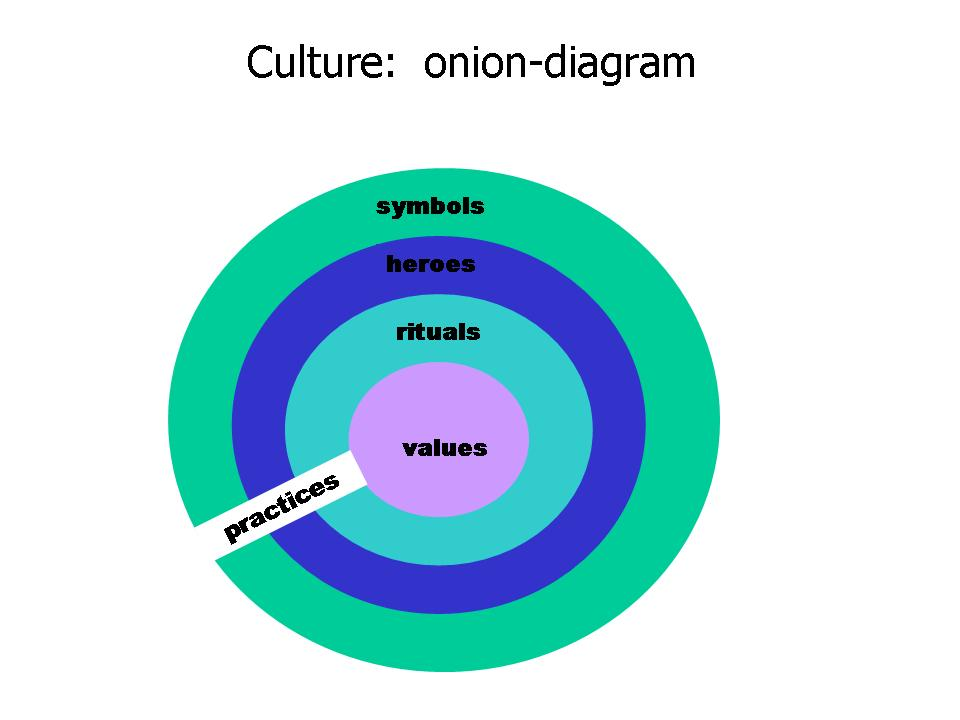 Culture: onion-diagram
symbols
heroes
rituals
values
practices